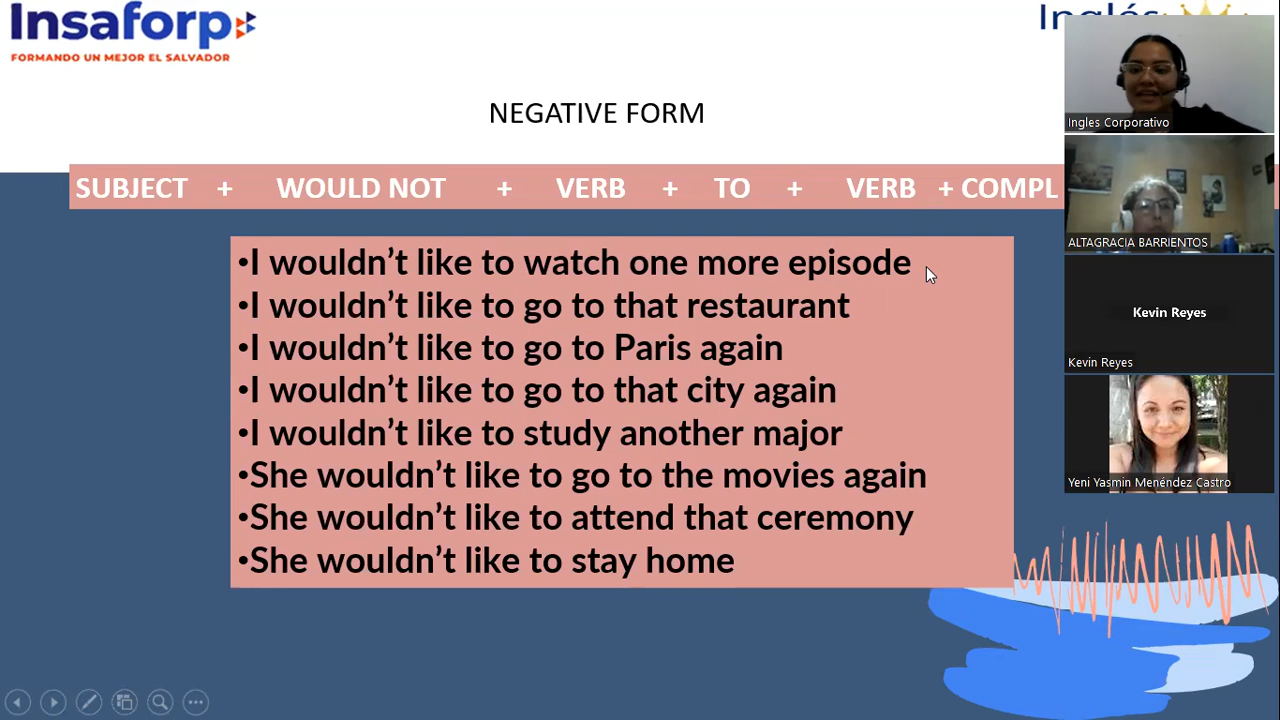 Insaforp
FORMANDO UN MEJOR EL SALVADOR
Inglés
NEGATIVE FORM
SUBJECT + WOULD NOT + VERB + TO + VERB + COMPL
•I wouldn’t like to watch one more episode
•I wouldn’t like to go to that restaurant
•I wouldn’t like to go to Paris again
•I wouldn’t like to go to that city again
•I wouldn’t like to study another major
•She wouldn’t like to go to the movies again
•She wouldn’t like to attend that ceremony
•She wouldn’t like to stay home
Ingles Corporativo
ALTAGRACIA BARRIENTOS
Kevin Reyes
Kevin Reyes
Yeni Yasmin Menéndez Castro